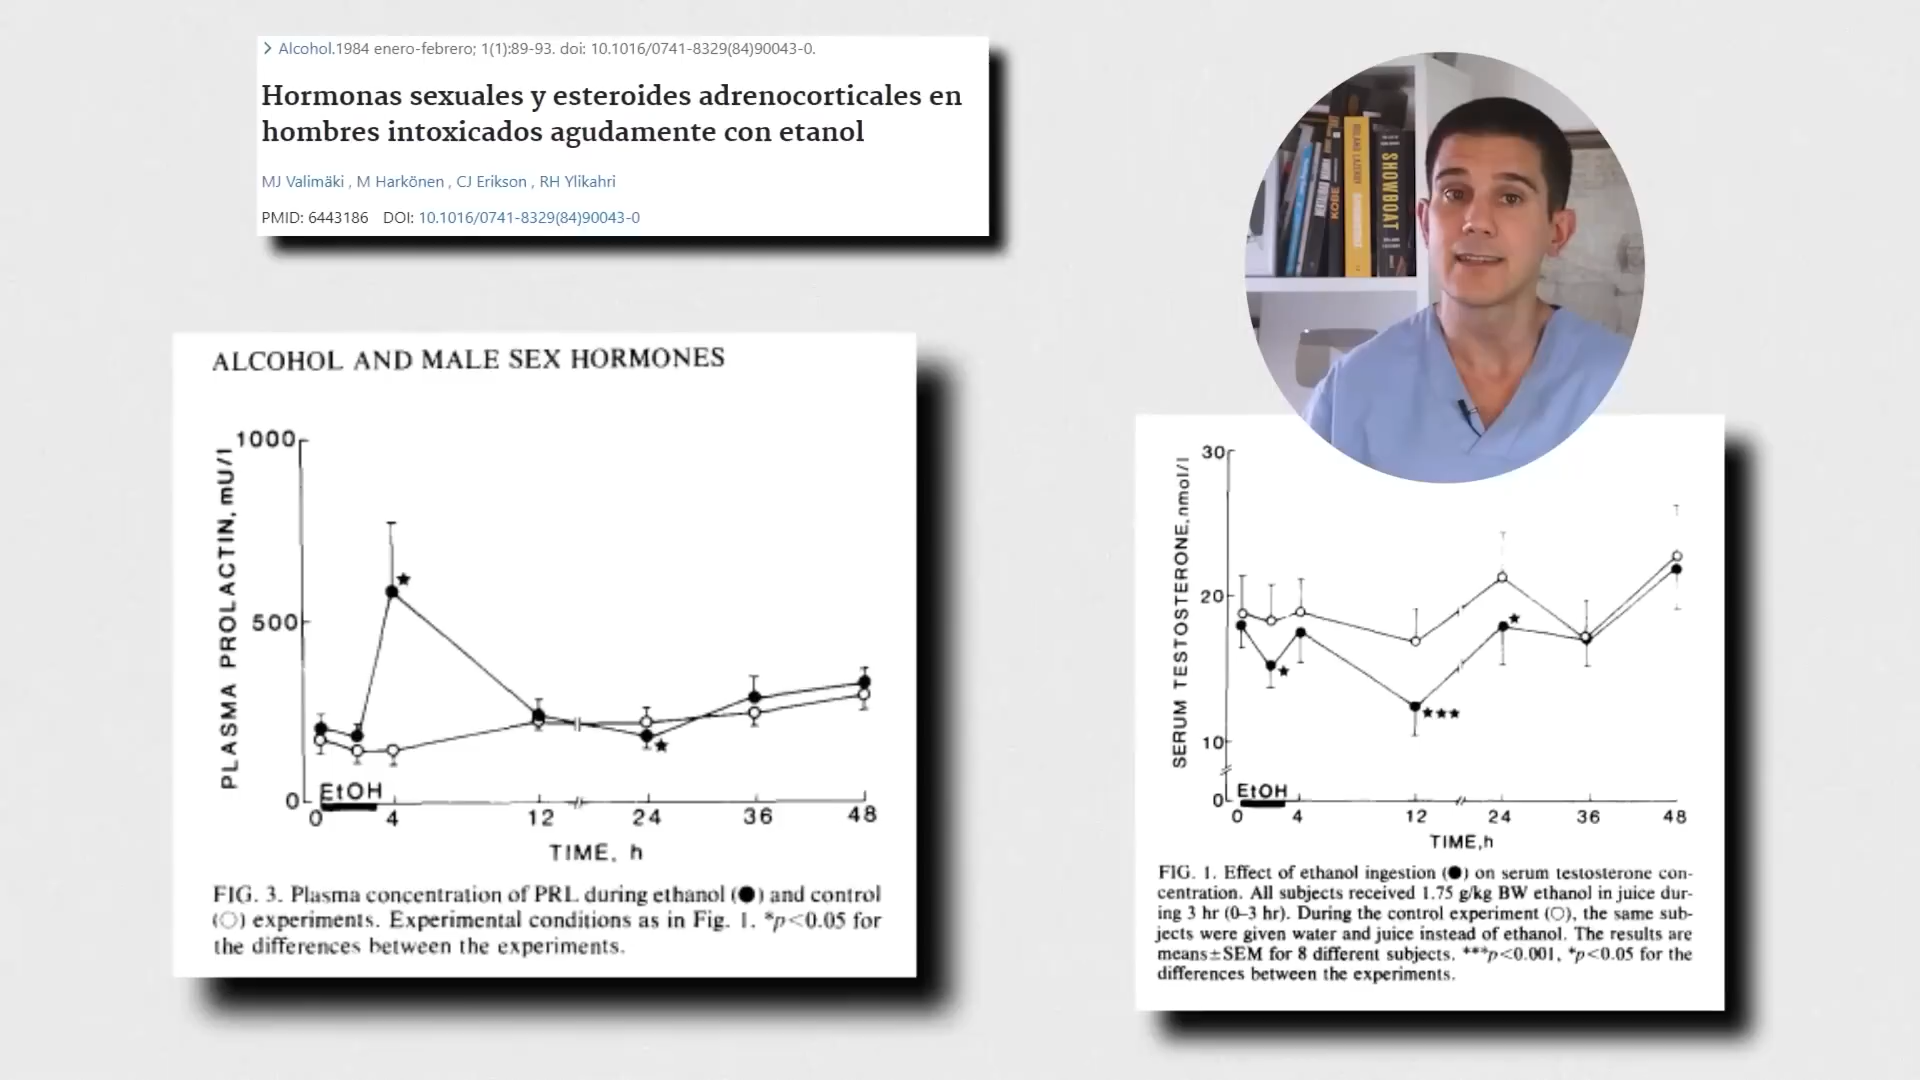 > Alcohol.1984 enero-febrero; 1(1):89-93. doi: 10.1016/0741-8329(84)90043-0.
Hormonas sexuales y esteroides adrenocorticales en
hombres intoxicados agudamente con etanol
MJ Valimäki , M Harkönen , CJ Erikson , RH Ylikahri
PMID: 6443186 DOI: 10.1016/0741-8329(84)90043-0
KOBE
SHOWBOAT
ALCOHOL AND MALE SEX HORMONES
PLASMA PROLACTIN, mU/l
1000
500
0
EtOH
0 4 12 24 36 48
TIME, h
FIG. 3. Plasma concentration of PRL during ethanol (●) and control
(○) experiments. Experimental conditions as in Fig. 1. *p<0.05 for
the differences between the experiments.
SERUM TESTOSTERONE, nmol/l
30
20
10
0
EtOH
0 4 12 24 36 48
TIME,h
FIG. 1. Effect of ethanol ingestion (●) on serum testosterone con-
centration. All subjects received 1.75 g/kg BW ethanol in juice dur-
ing 3 hr (0–3 hr). During the control experiment (○), the same sub-
jects were given water and juice instead of ethanol. The results are
means±SEM for 8 different subjects. ***p<0.001, *p<0.05 for the
differences between the experiments.